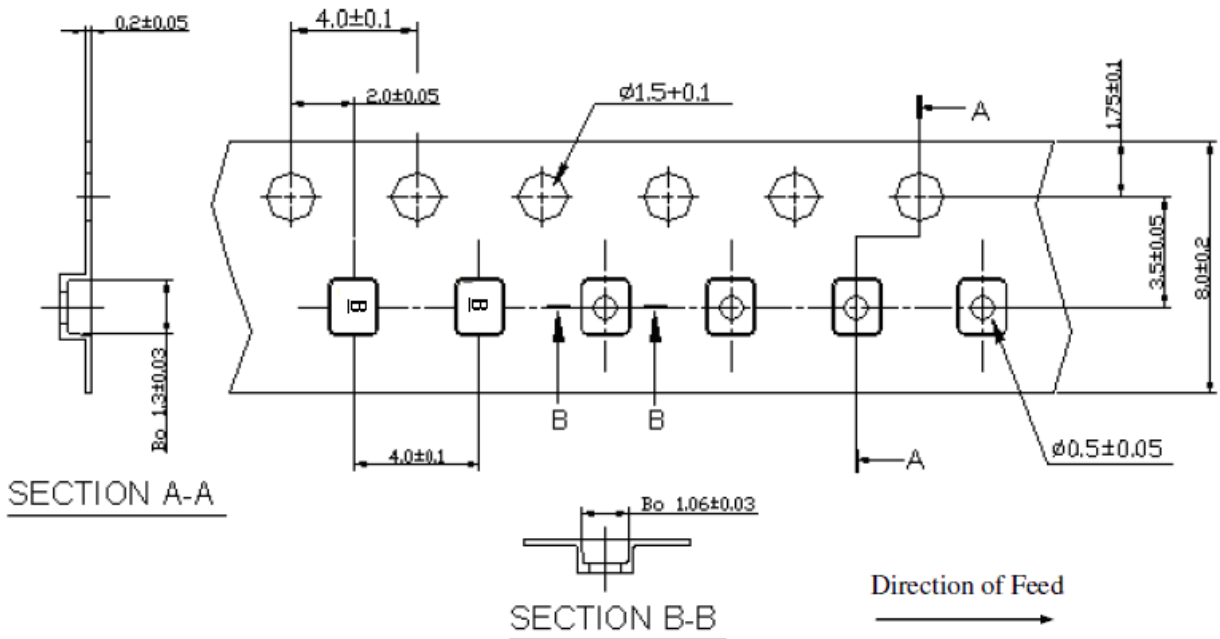 0.2±0.05
4.0±0.1
2.0±0.05
ϕ1.5+0.1
A
1.75±0.1
3.5±0.05
8.0±0.2
B
B
Bo 1.3±0.03
B
B
4.0±0.1
A
ϕ0.5±0.05
SECTION A-A
Bo 1.06±0.03
SECTION B-B
Direction of Feed